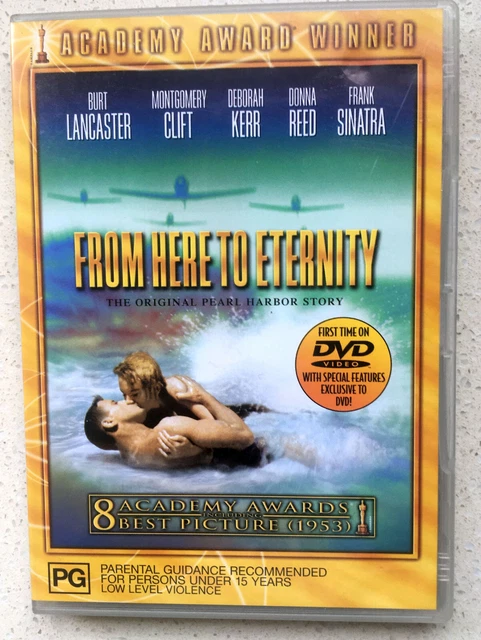 ACADEMY AWARD WINNER
BURT LANCASTER
MONTGOMERY CLIFT
DEBORAH KERR
DONNA REED
FRANK SINATRA
FROM HERE TO ETERNITY
THE ORIGINAL PEARL HARBOR STORY
FIRST TIME ON
DVD
VIDEO
WITH SPECIAL FEATURES
EXCLUSIVE TO
DVD!
8 ACADEMY AWARDS
INCLUDING
BEST PICTURE (1953)
PG
PARENTAL GUIDANCE RECOMMENDED
FOR PERSONS UNDER 15 YEARS
LOW LEVEL VIOLENCE